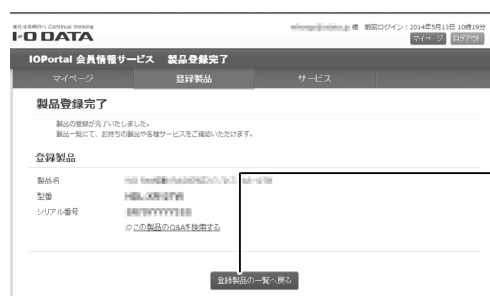 I-O DATA
様 前回ログイン：2014年5月13日 10時19分
マイページ ログアウト
IOPortal 会員情報サービス 製品登録完了
マイページ 登録製品 サービス
製品登録完了
製品の登録が完了いたしました。
製品一覧にて、お持ちの製品や各種サービスをご確認いただけます。
登録製品
製品名
型番
シリアル番号
この製品のQ&Aを検索する
登録製品の一覧へ戻る